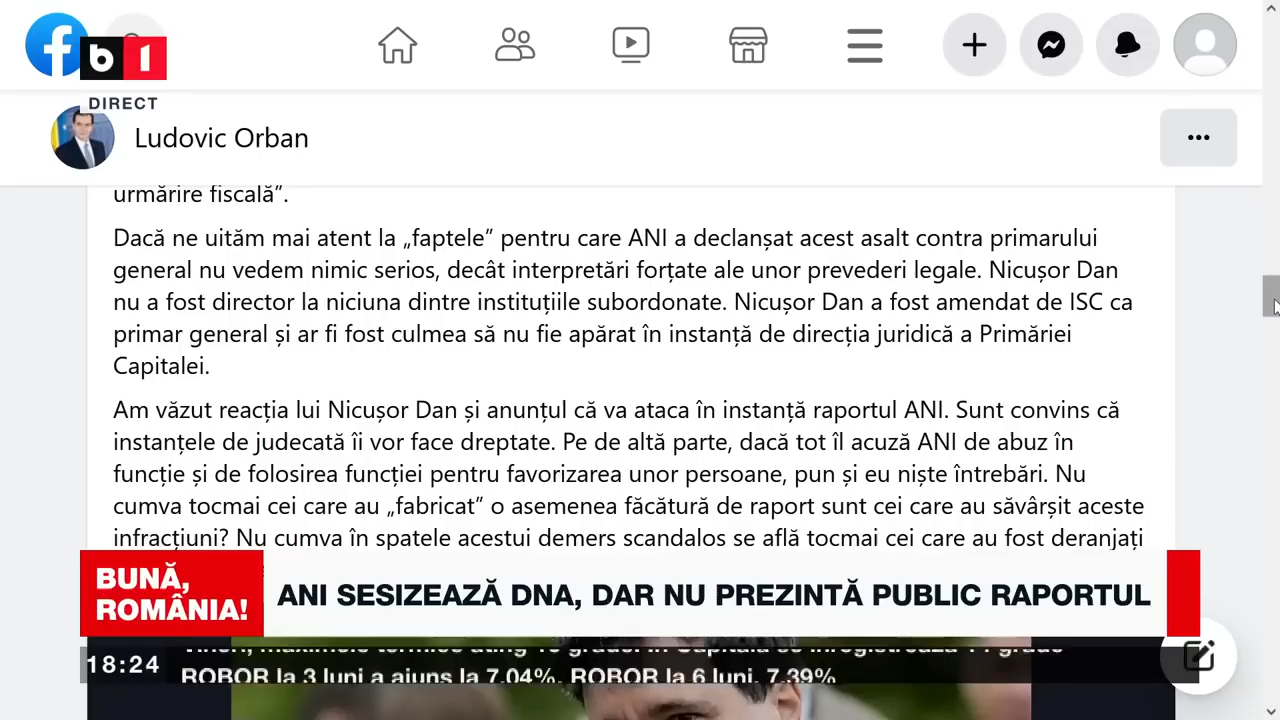 f
b1
DIRECT
Ludovic Orban
urmărire fiscală”.
Dacă ne uităm mai atent la „faptele” pentru care ANI a declanșat acest asalt contra primarului
general nu vedem nimic serios, decât interpretări forțate ale unor prevederi legale. Nicușor Dan
nu a fost director la niciuna dintre instituțiile subordonate. Nicușor Dan a fost amendat de ISC ca
primar general și ar fi fost culmea să nu fie apărat în instanță de direcția juridică a Primăriei
Capitalei.
Am văzut reacția lui Nicușor Dan și anunțul că va ataca în instanță raportul ANI. Sunt convins că
instanțele de judecată îi vor face dreptate. Pe de altă parte, dacă tot îl acuză ANI de abuz în
funcție și de folosirea funcției pentru favorizarea unor persoane, pun și eu niște întrebări. Nu
cumva tocmai cei care au „fabricat” o asemenea făcătură de raport sunt cei care au săvârșit aceste
infracțiuni? Nu cumva în spatele acestui demers scandalos se află tocmai cei care au fost deranjați
BUNĂ,
ROMÂNIA!
ANI SESIZEAZĂ DNA, DAR NU PREZINTĂ PUBLIC RAPORTUL
18:24
ROBOR la 3 luni a ajuns la 7.04%, ROBOR la 6 luni, 7.39%